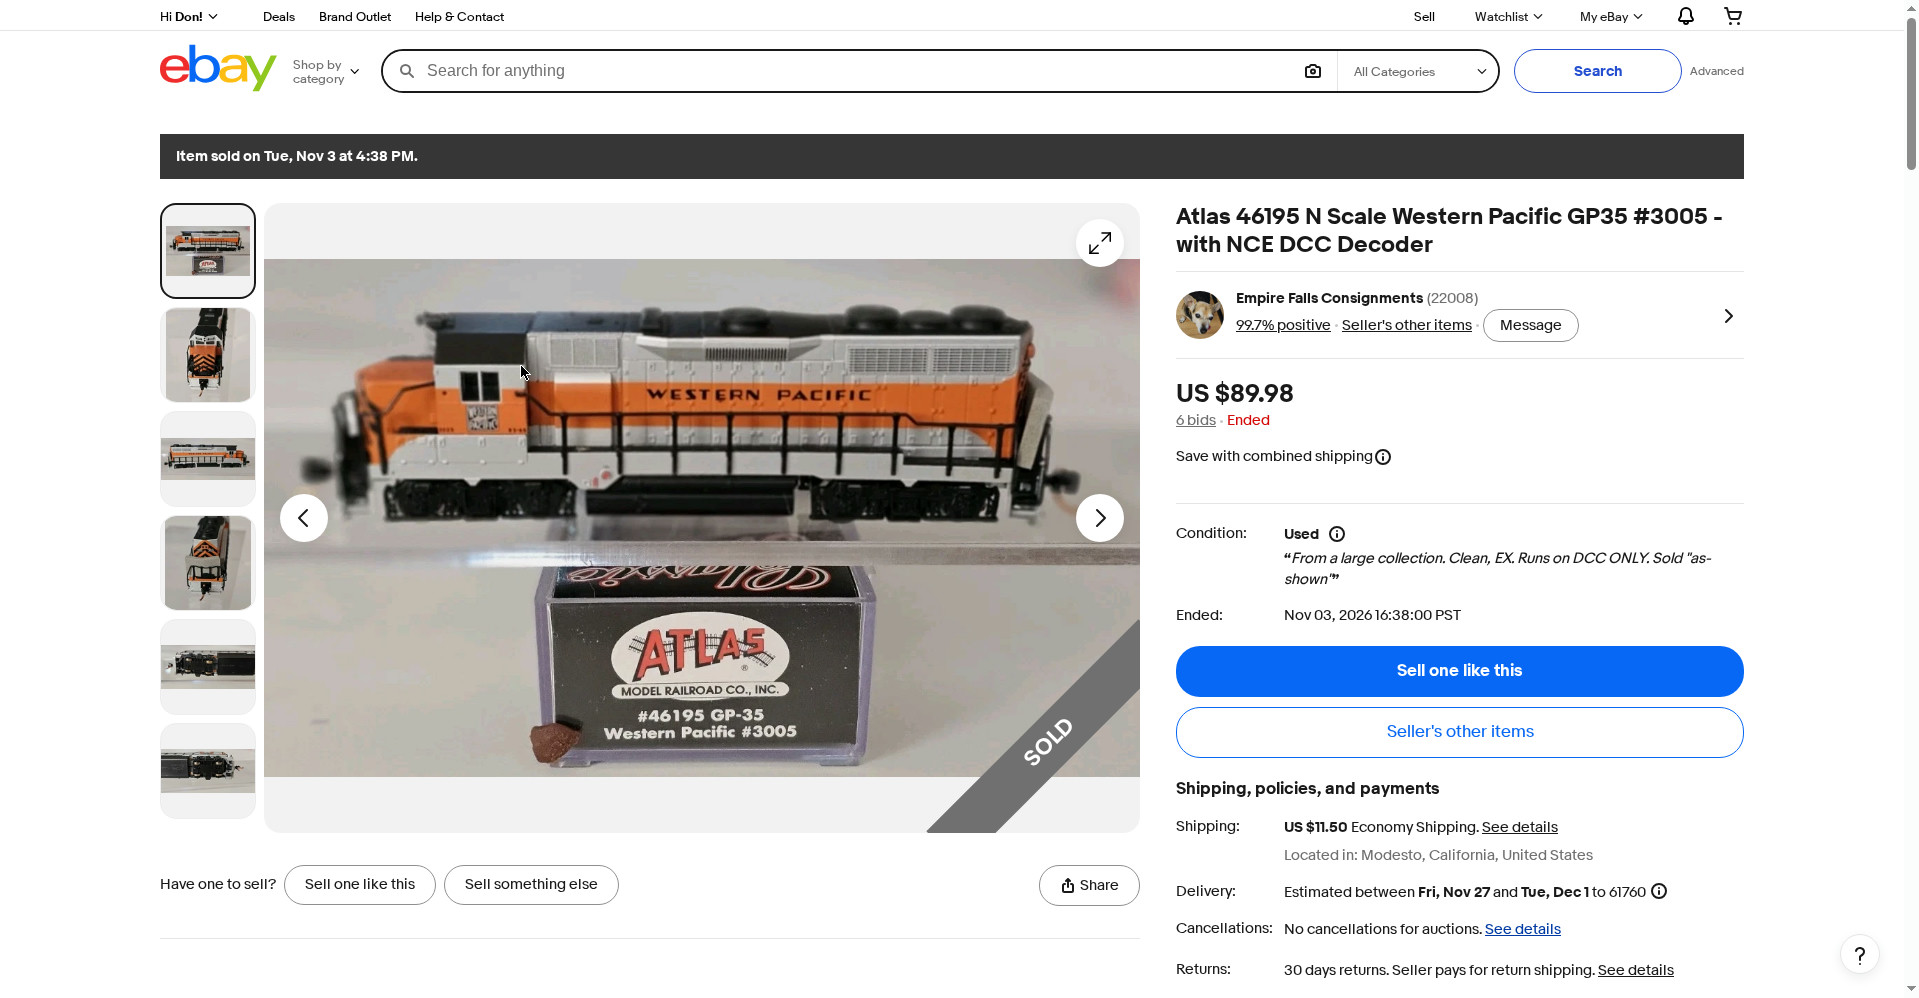 Hi Don!
Deals
Brand Outlet
Help & Contact
Sell
Watchlist
My eBay
ebay
Shop by
category
Search for anything
All Categories
Search
Advanced
Item sold on Tue, Nov 3 at 4:38 PM.
WESTERN PACIFIC
Classic
ATLAS
®
MODEL RAILROAD CO., INC.
#46195 GP-35
Western Pacific #3005
SOLD
Have one to sell?
Sell one like this
Sell something else
Share
Atlas 46195 N Scale Western Pacific GP35 #3005 -
with NCE DCC Decoder
Empire Falls Consignments (22008)
99.7% positive · Seller's other items · Message
US $89.98
6 bids · Ended
Save with combined shipping
Condition:
Used
“From a large collection. Clean, EX. Runs on DCC ONLY. Sold "as-
shown"”
Ended:
Nov 03, 2026 16:38:00 PST
Sell one like this
Seller's other items
Shipping, policies, and payments
Shipping:
US $11.50 Economy Shipping. See details
Located in: Modesto, California, United States
Delivery:
Estimated between Fri, Nov 27 and Tue, Dec 1 to 61760
Cancellations:
No cancellations for auctions. See details
Returns:
30 days returns. Seller pays for return shipping. See details
?